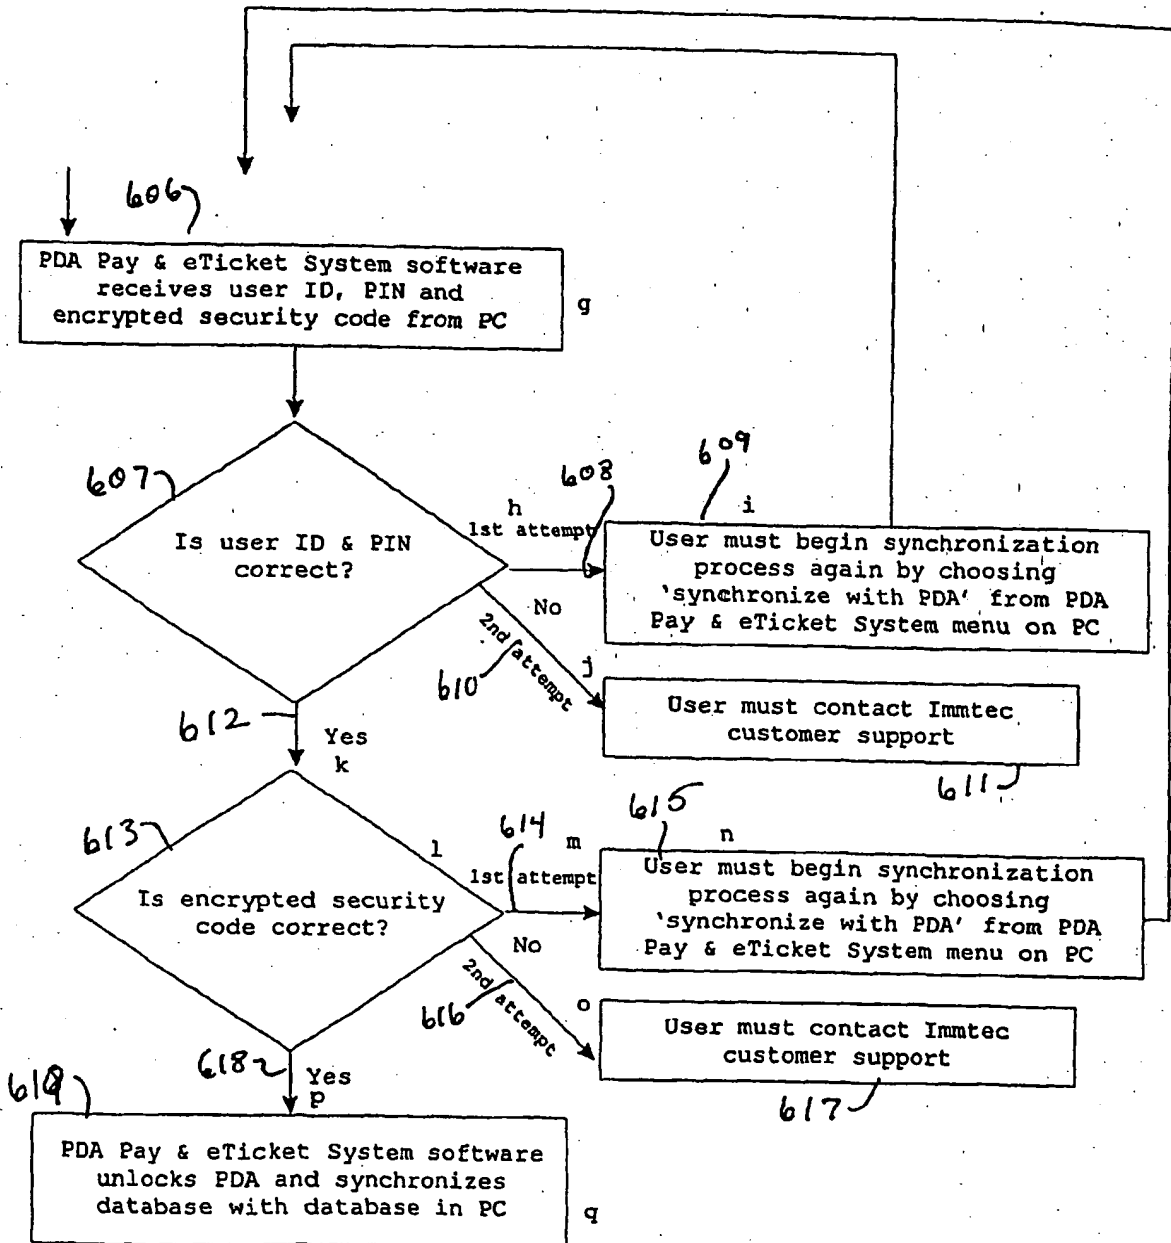 606
PDA Pay & eTicket System software
receives user ID, PIN and
encrypted security code from PC
g
607
Is user ID & PIN
correct?
h
1st attempt
608
609
i
User must begin synchronization
process again by choosing
'synchronize with PDA' from PDA
Pay & eTicket System menu on PC
No
2nd attempt
610
j
User must contact Immtec
customer support
611
612
Yes
k
613
Is encrypted security
code correct?
l
1st attempt
614
m
615
n
User must begin synchronization
process again by choosing
'synchronize with PDA' from PDA
Pay & eTicket System menu on PC
No
2nd attempt
616
o
User must contact Immtec
customer support
617
618
Yes
p
619
PDA Pay & eTicket System software
unlocks PDA and synchronizes
database with database in PC
q